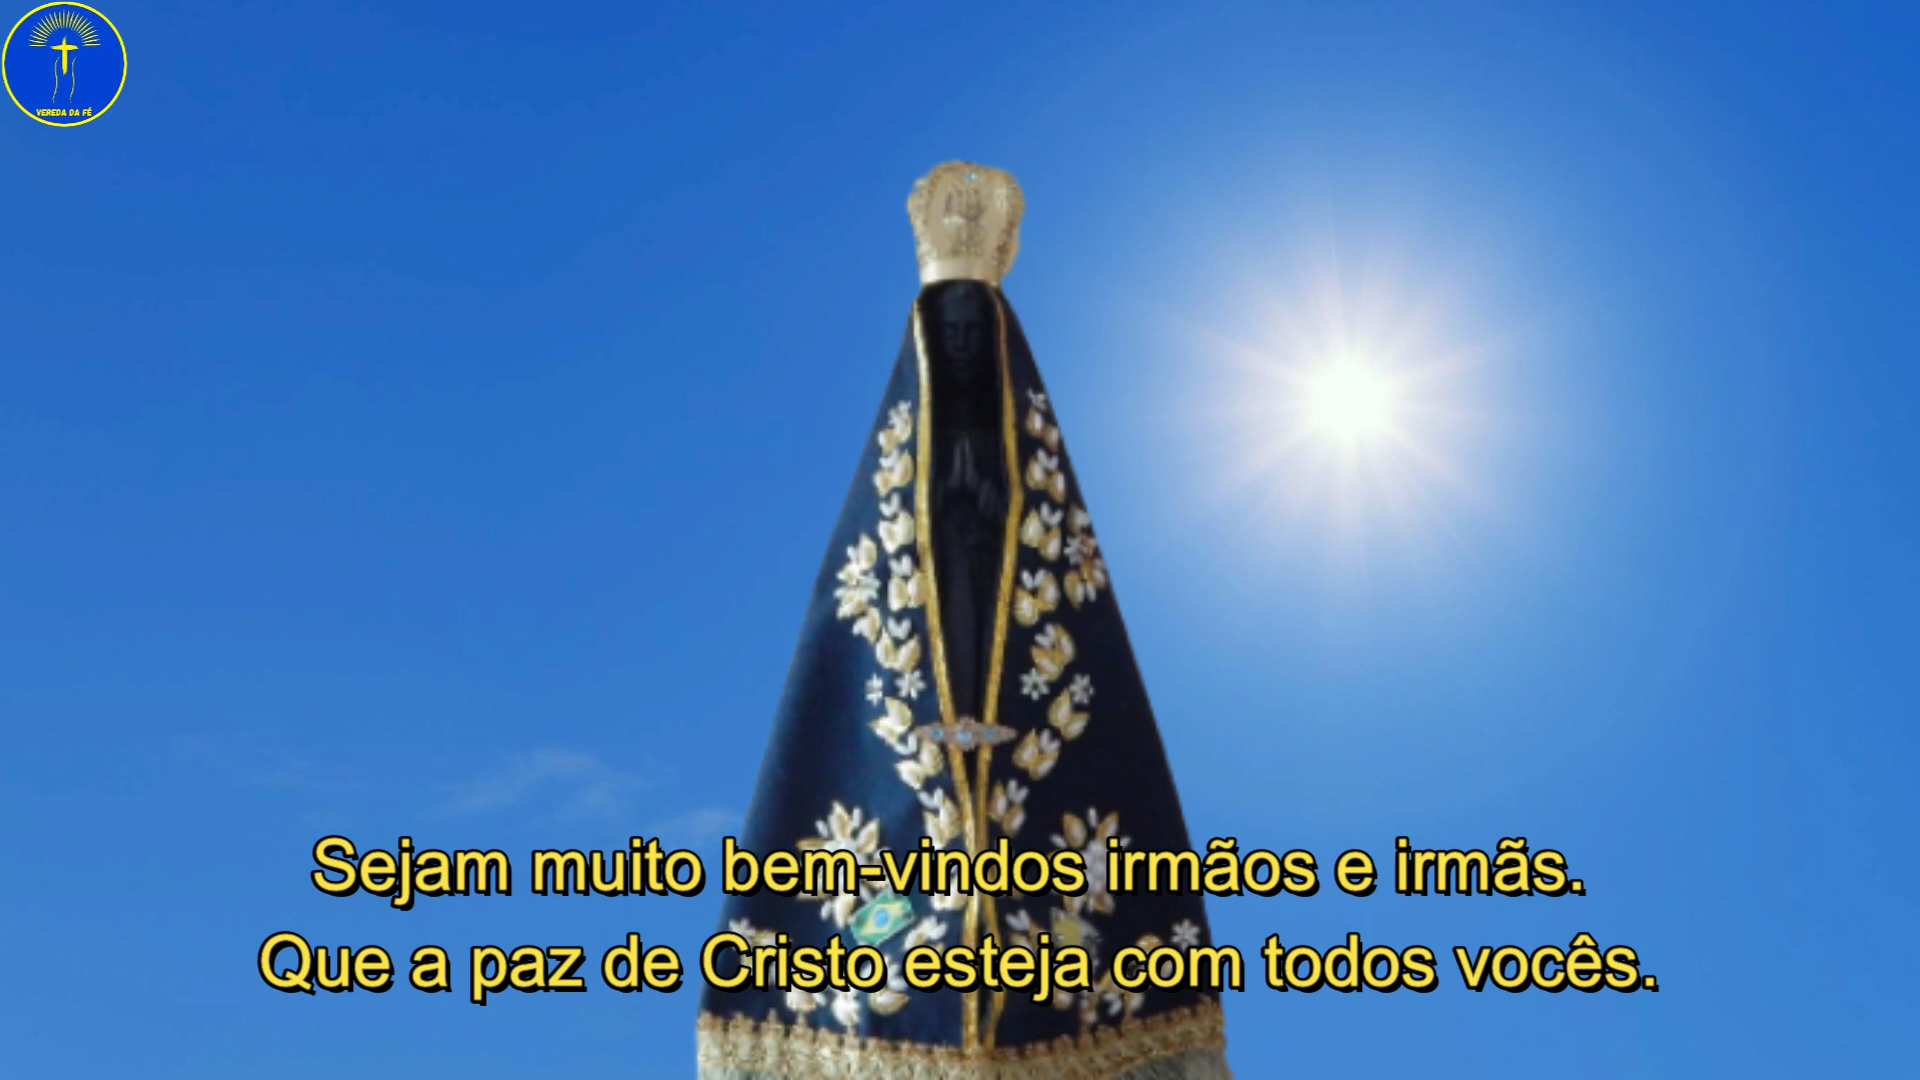 VEREDA DA FÉ
Sejam muito bem-vindos irmãos e irmãs.
Que a paz de Cristo esteja com todos vocês.